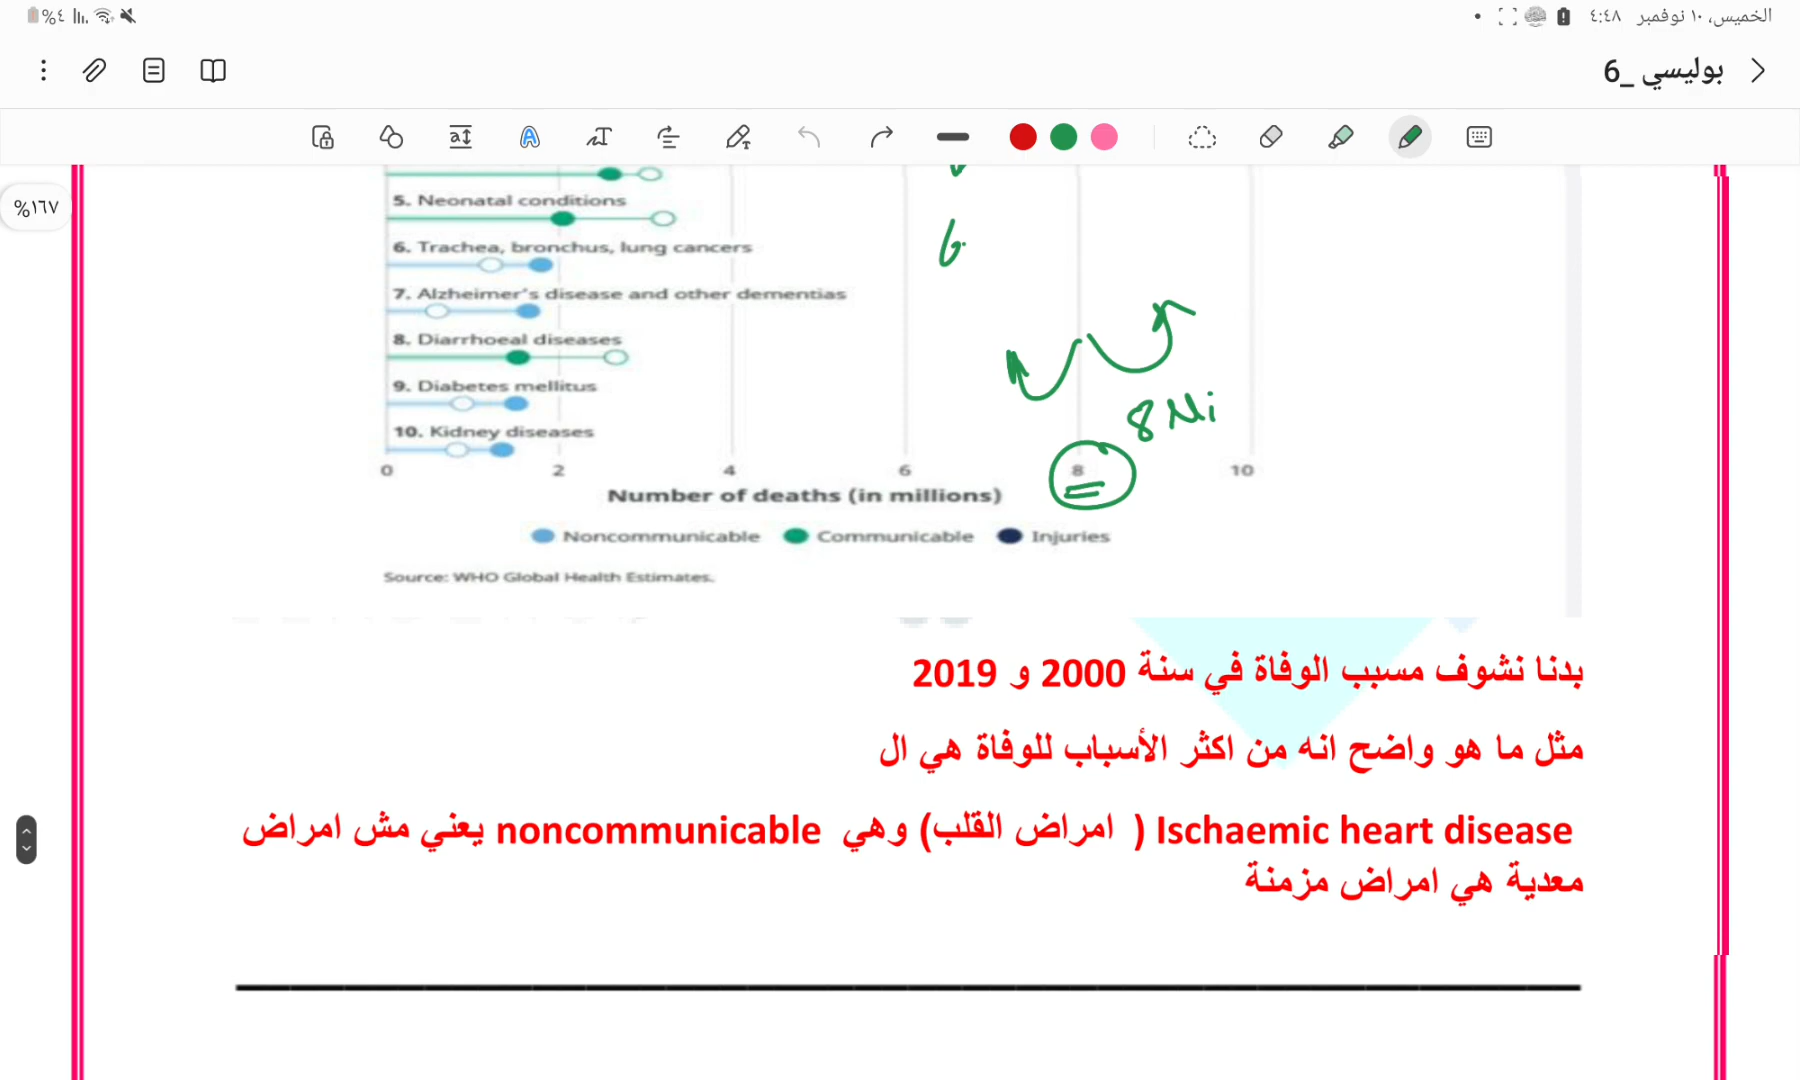 %٤
٤:٤٨ الخميس، ١٠ نوفمبر
بوليسي _6
%١٦٧
5. Neonatal conditions
6.
6. Trachea, bronchus, lung cancers
7. Alzheimer's disease and other dementias
8. Diarrhoeal diseases
9. Diabetes mellitus
8 Mi
10. Kidney diseases
0 2 4 6 8 10
Number of deaths (in millions)
Noncommunicable Communicable Injuries
Source: WHO Global Health Estimates.
بدنا نشوف مسبب الوفاة في سنة 2000 و 2019
مثل ما هو واضح انه من اكثر الأسباب للوفاة هي ال
Ischaemic heart disease ( امراض القلب) وهي noncommunicable يعني مش امراض
معدية هي امراض مزمنة